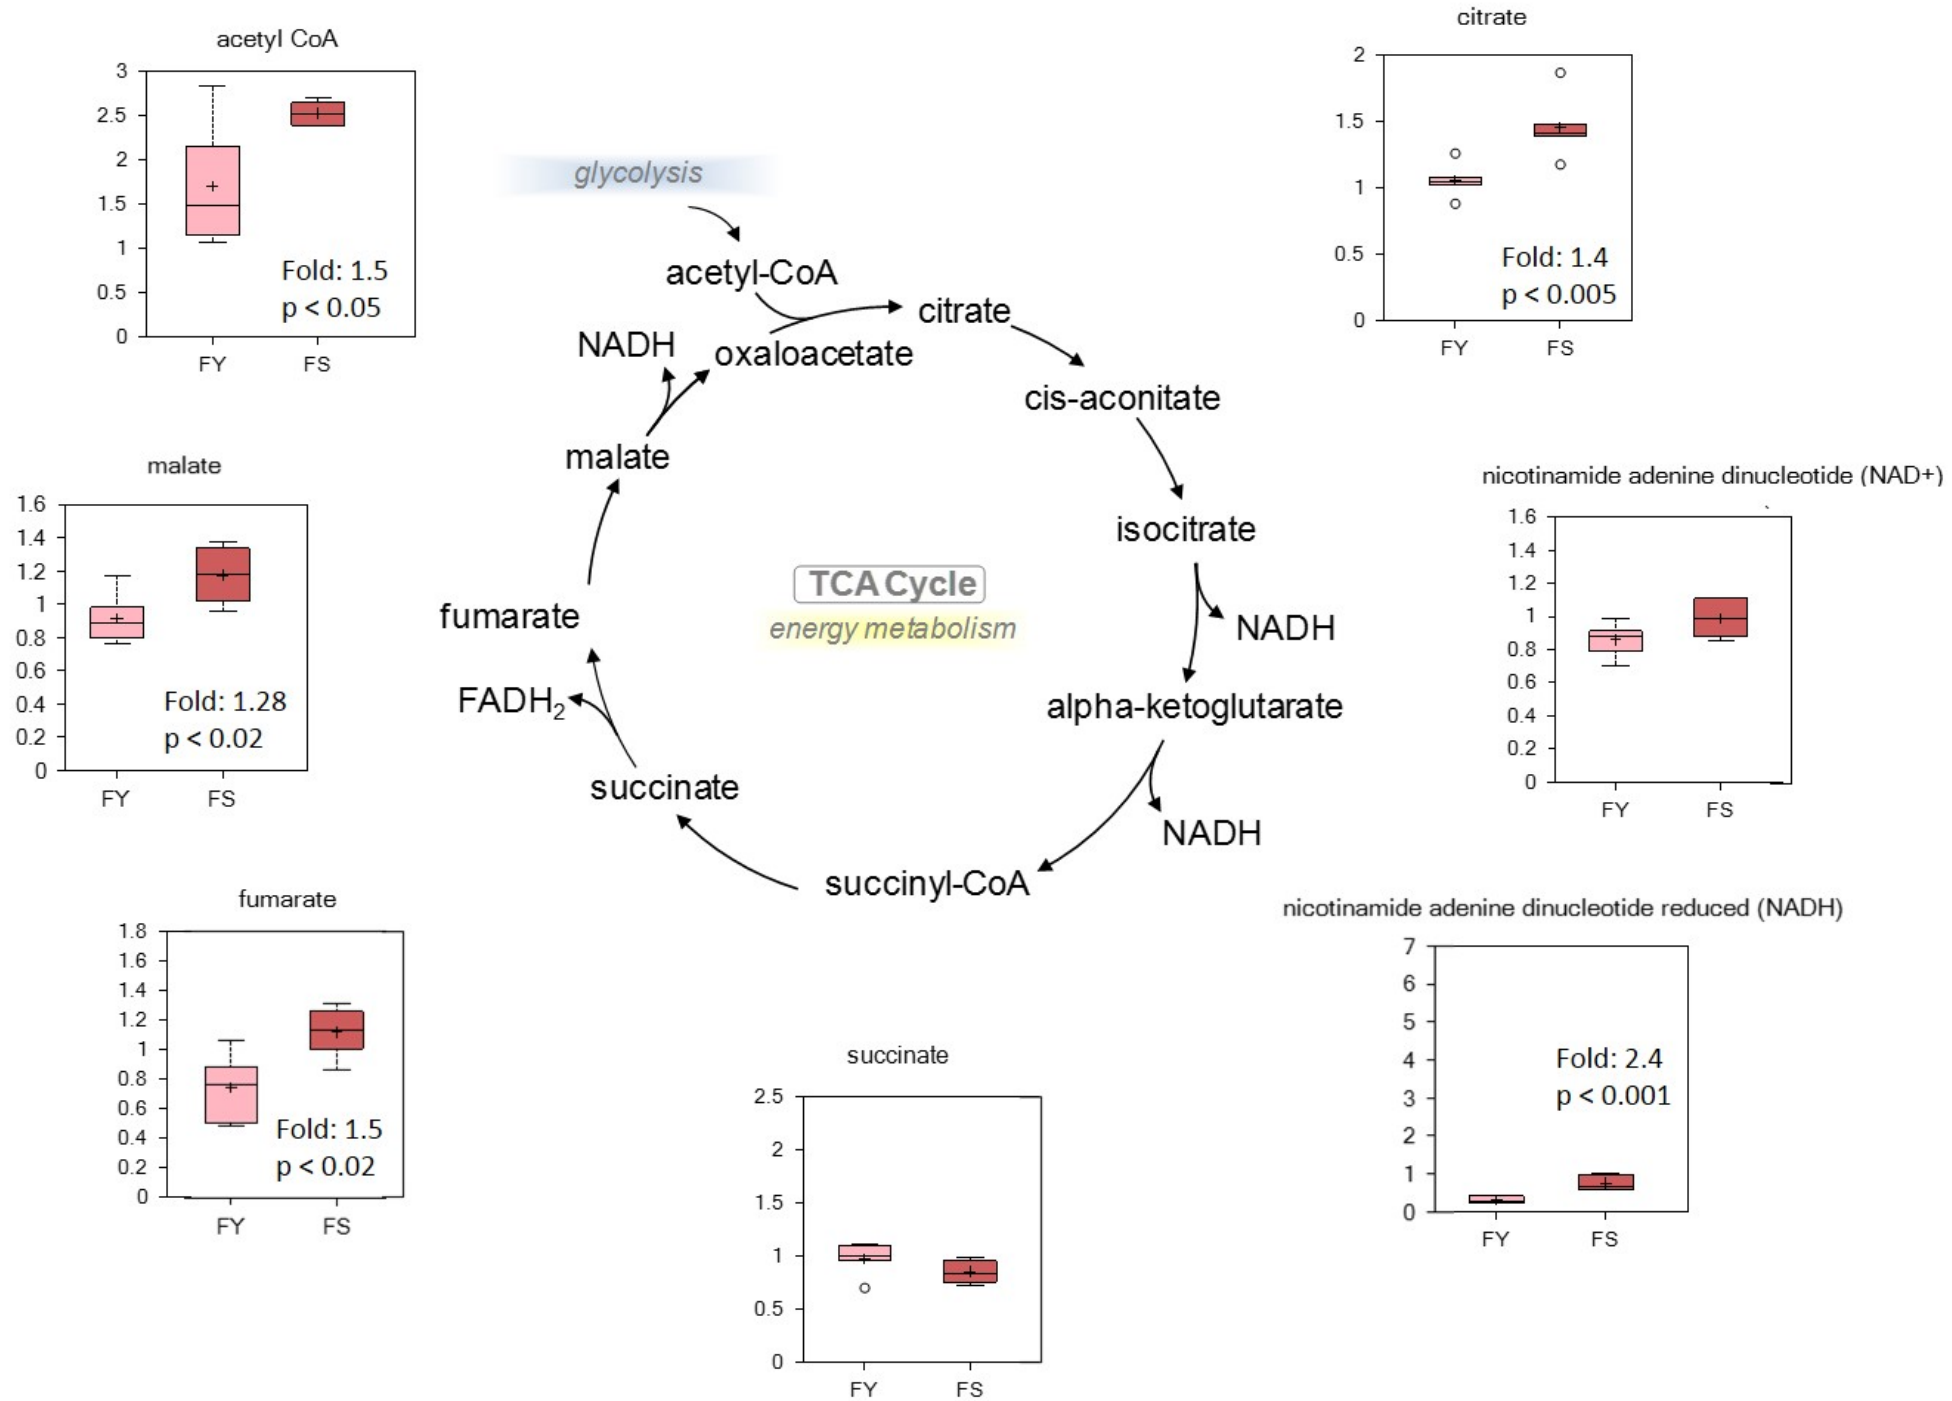 acetyl CoA
3
2.5
2
1.5
1
0.5
0
Fold: 1.5
p < 0.05
FY
FS
citrate
2
1.5
1
0.5
0
Fold: 1.4
p < 0.005
FY
FS
glycolysis
acetyl-CoA
citrate
NADH
oxaloacetate
cis-aconitate
malate
isocitrate
TCA Cycle
energy metabolism
fumarate
NADH
FADH₂
alpha-ketoglutarate
succinate
NADH
succinyl-CoA
malate
1.6
1.4
1.2
1
0.8
0.6
0.4
0.2
0
Fold: 1.28
p < 0.02
FY
FS
nicotinamide adenine dinucleotide (NAD+)
1.6
1.4
1.2
1
0.8
0.6
0.4
0.2
0
FY
FS
fumarate
1.8
1.6
1.4
1.2
1
0.8
0.6
0.4
0.2
0
Fold: 1.5
p < 0.02
FY
FS
nicotinamide adenine dinucleotide reduced (NADH)
7
6
5
4
3
2
1
0
Fold: 2.4
p < 0.001
FY
FS
succinate
2.5
2
1.5
1
0.5
0
FY
FS